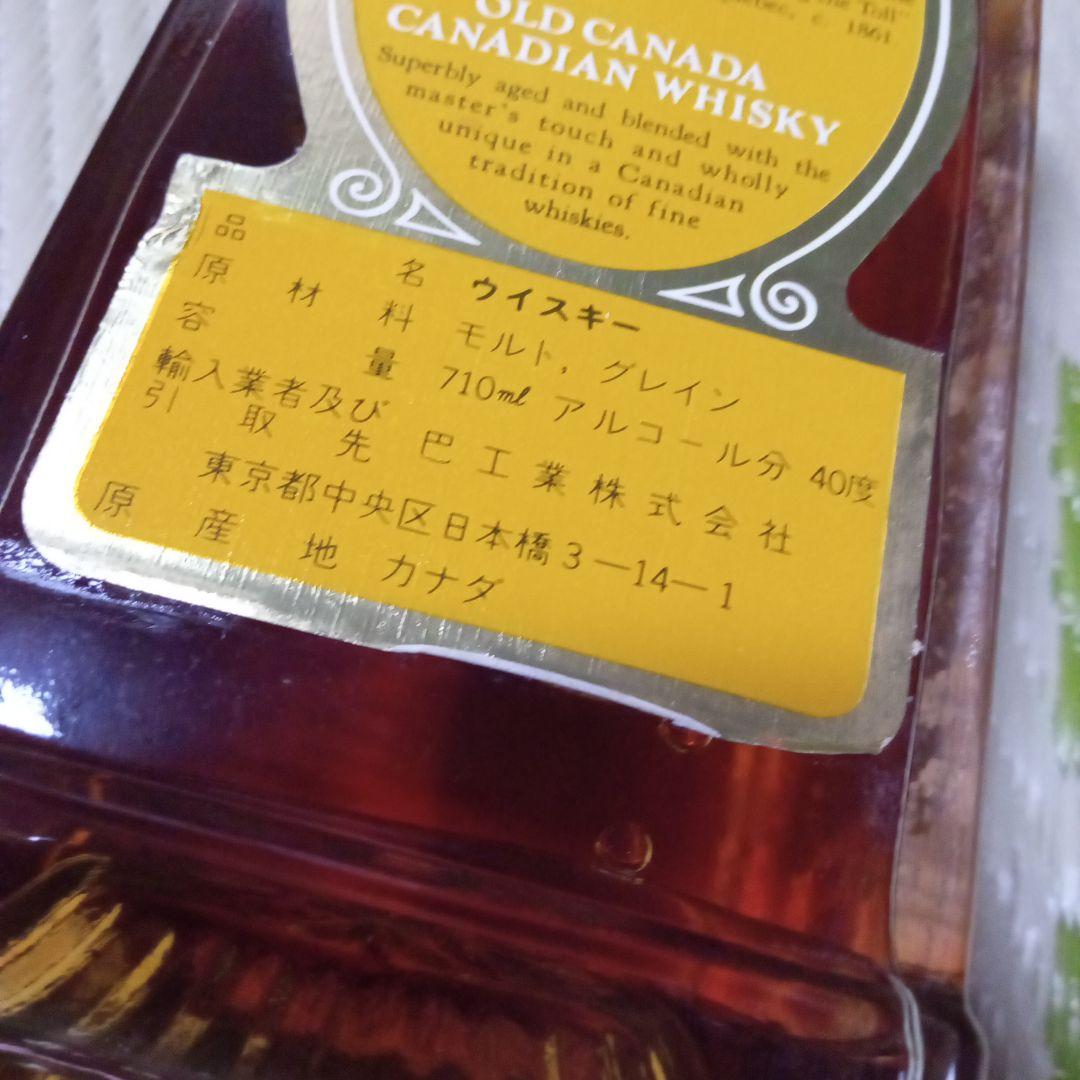 the Toll"
Quebec, c. 1861.
OLD CANADA
CANADIAN WHISKY
Superbly aged and blended with the
master's touch and wholly
unique in a Canadian
tradition of fine
whiskies.
品名 ウイスキー
原材料 モルト, グレイン
容量 710ml アルコール分 40度
輸入業者及び
引取先 巴工業株式会社
東京都中央区日本橋3-14-1
原産地 カナダ